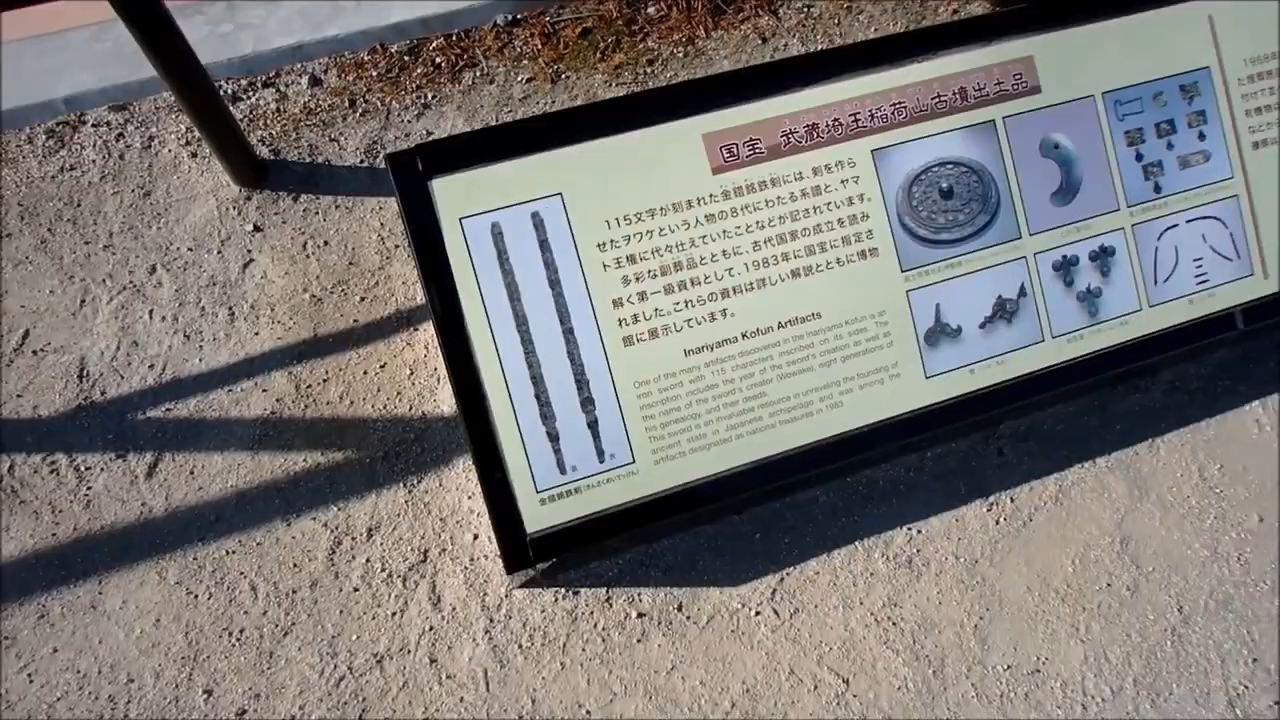 国宝 武蔵埼玉稲荷山古墳出土品
115文字が刻まれた金錯銘鉄剣には、剣を作ら
せたヲワケという人物の8代にわたる系譜と、ヤマ
ト王権に代々仕えていたことなどが記されています。
多彩な副葬品とともに、古代国家の成立を読み
解く第一級資料として、1983年に国宝に指定さ
れました。これらの資料は詳しい解説とともに博物
館に展示しています。
Inariyama Kofun Artifacts
One of the many artifacts discovered in the Inariyama Kofun is an
iron sword with 115 characters inscribed on its sides. The
inscription includes the year of the sword's creation as well as
the name of the sword's creator (Wowake), eight generations of
his genealogy, and their deeds.
This sword is an invaluable resource in unraveling the founding of
ancient state in Japanese archipelago, and was among the
artifacts designated as national treasures in 1983.
金錯銘鉄剣(きんさくめいてっけん)
裏
表